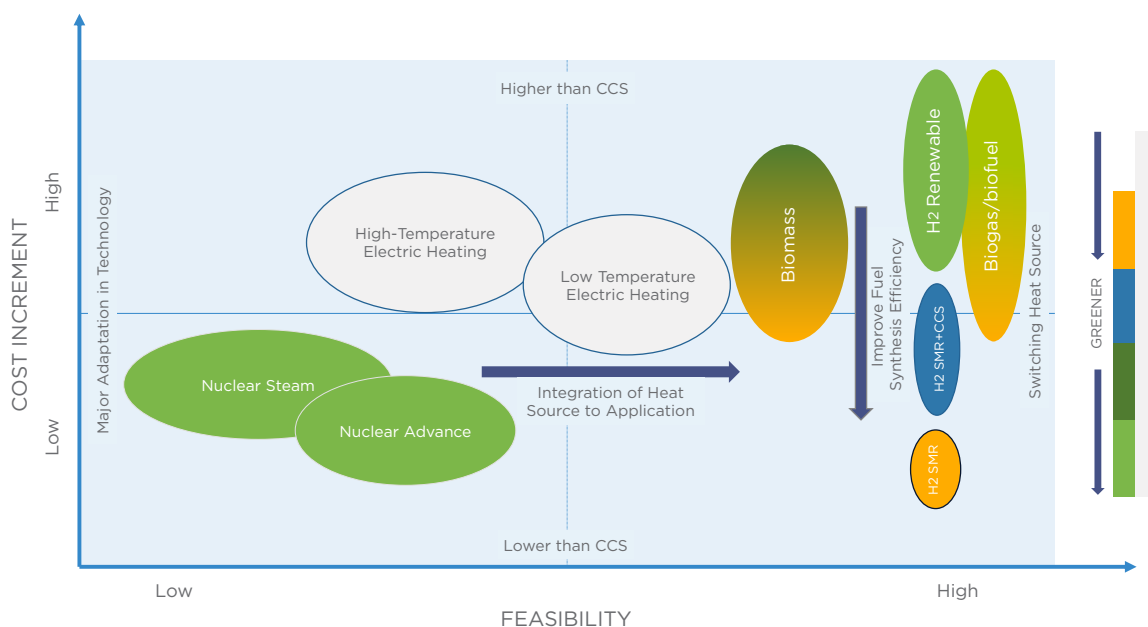 COST INCREMENT
High
Low
Major Adaptation in Technology
Higher than CCS
High-Temperature
Electric Heating
Low Temperature
Electric Heating
Biomass
Improve Fuel
Synthesis Efficiency
H2 Renewable
Biogas/biofuel
H2 SMR+CCS
H2 SMR
Switching Heat Source
GREENER
Nuclear Steam
Nuclear Advance
Integration of Heat
Source to Application
Lower than CCS
Low
High
FEASIBILITY